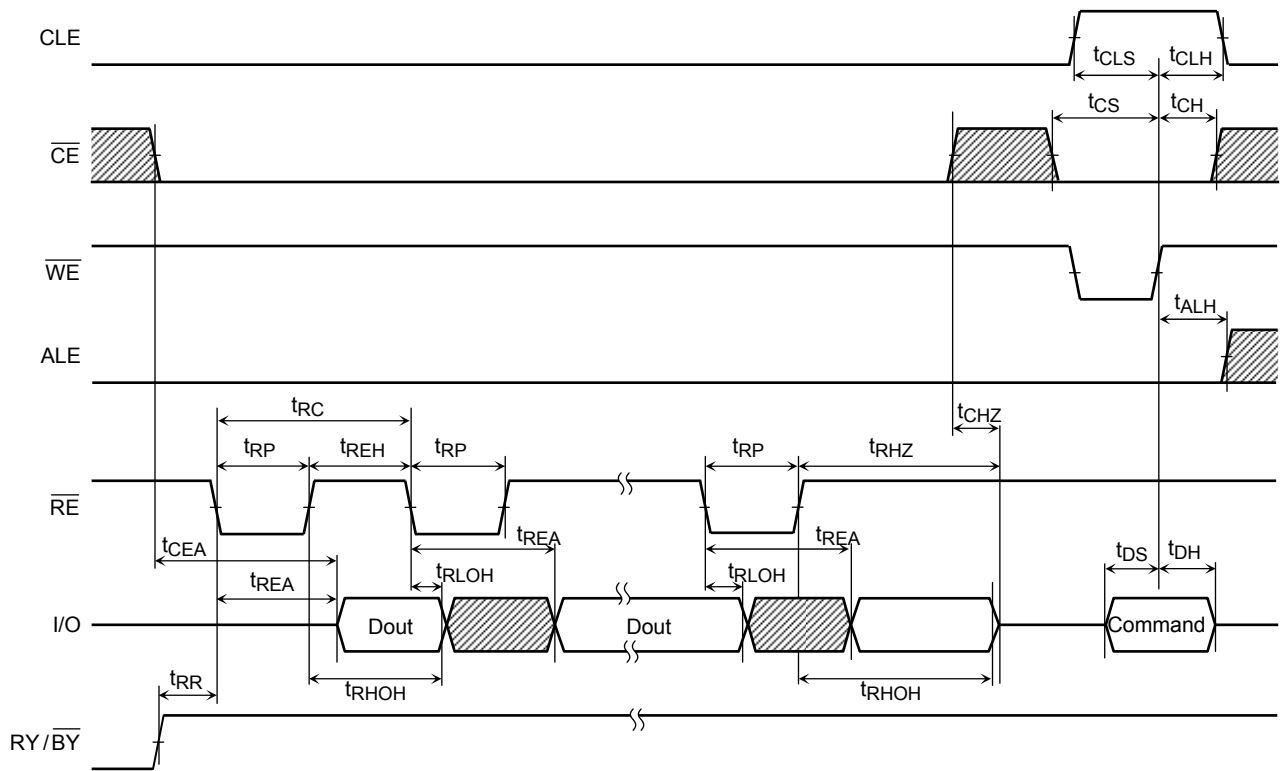 CLE
tCLS tCLH
tCS tCH
CE
WE
tALH
ALE
tRC
tCHZ
tRP tREH tRP tRP tRHZ
RE
tCEA tREA tREA tDS tDH
tREA tRLOH tRLOH
I/O Dout Dout Command
tRR tRHOH tRHOH
RY/BY